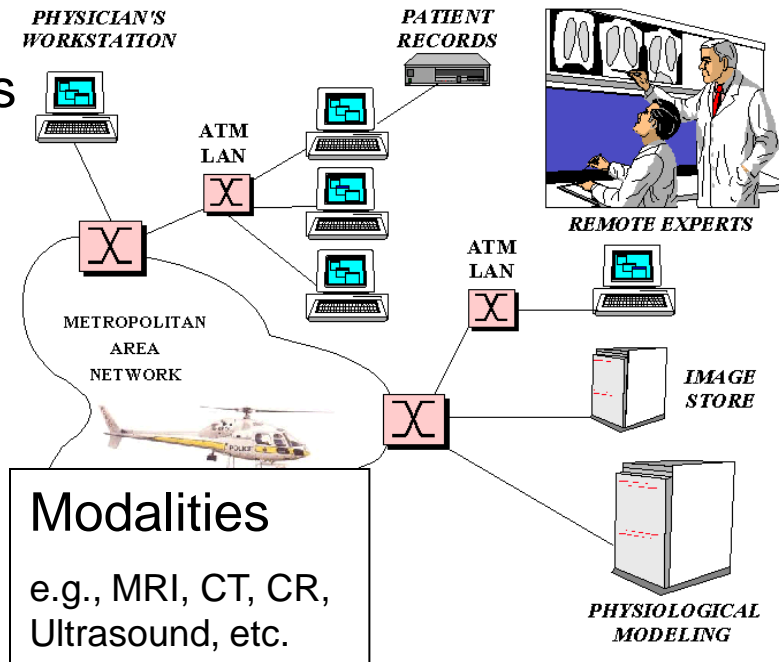 PHYSICIAN'S
WORKSTATION
PATIENT
RECORDS
s
ATM
LAN
REMOTE EXPERTS
ATM
LAN
METROPOLITAN
AREA
NETWORK
IMAGE
STORE
POLICE
Modalities
e.g., MRI, CT, CR,
Ultrasound, etc.
PHYSIOLOGICAL
MODELING